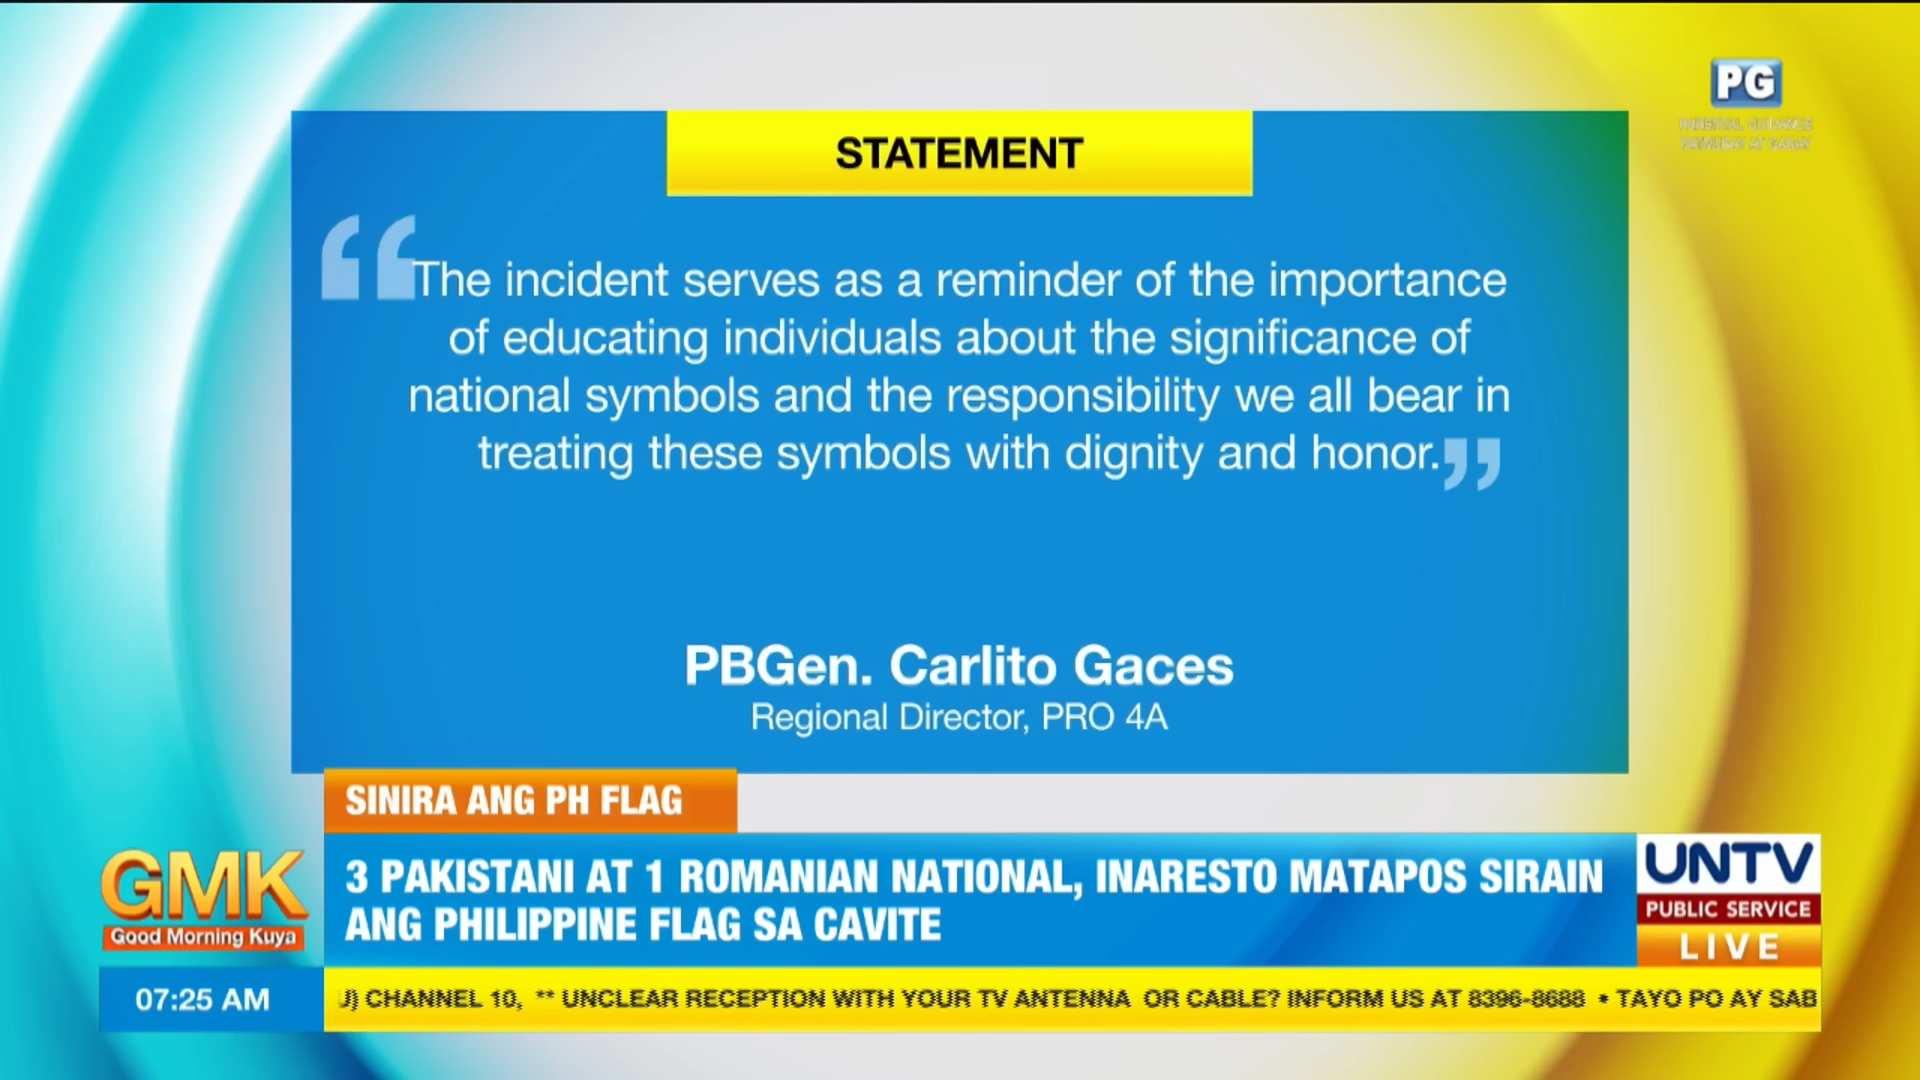 PG
STATEMENT
“The incident serves as a reminder of the importance
of educating individuals about the significance of
national symbols and the responsibility we all bear in
treating these symbols with dignity and honor.”
PBGen. Carlito Gaces
Regional Director, PRO 4A
SINIRA ANG PH FLAG
3 PAKISTANI AT 1 ROMANIAN NATIONAL, INARESTO MATAPOS SIRAIN
ANG PHILIPPINE FLAG SA CAVITE
GMK
Good Morning Kuya
UNTV
PUBLIC SERVICE
LIVE
07:25 AM
J) CHANNEL 10, ** UNCLEAR RECEPTION WITH YOUR TV ANTENNA OR CABLE? INFORM US AT 8396-8688 • TAYO PO AY SAB